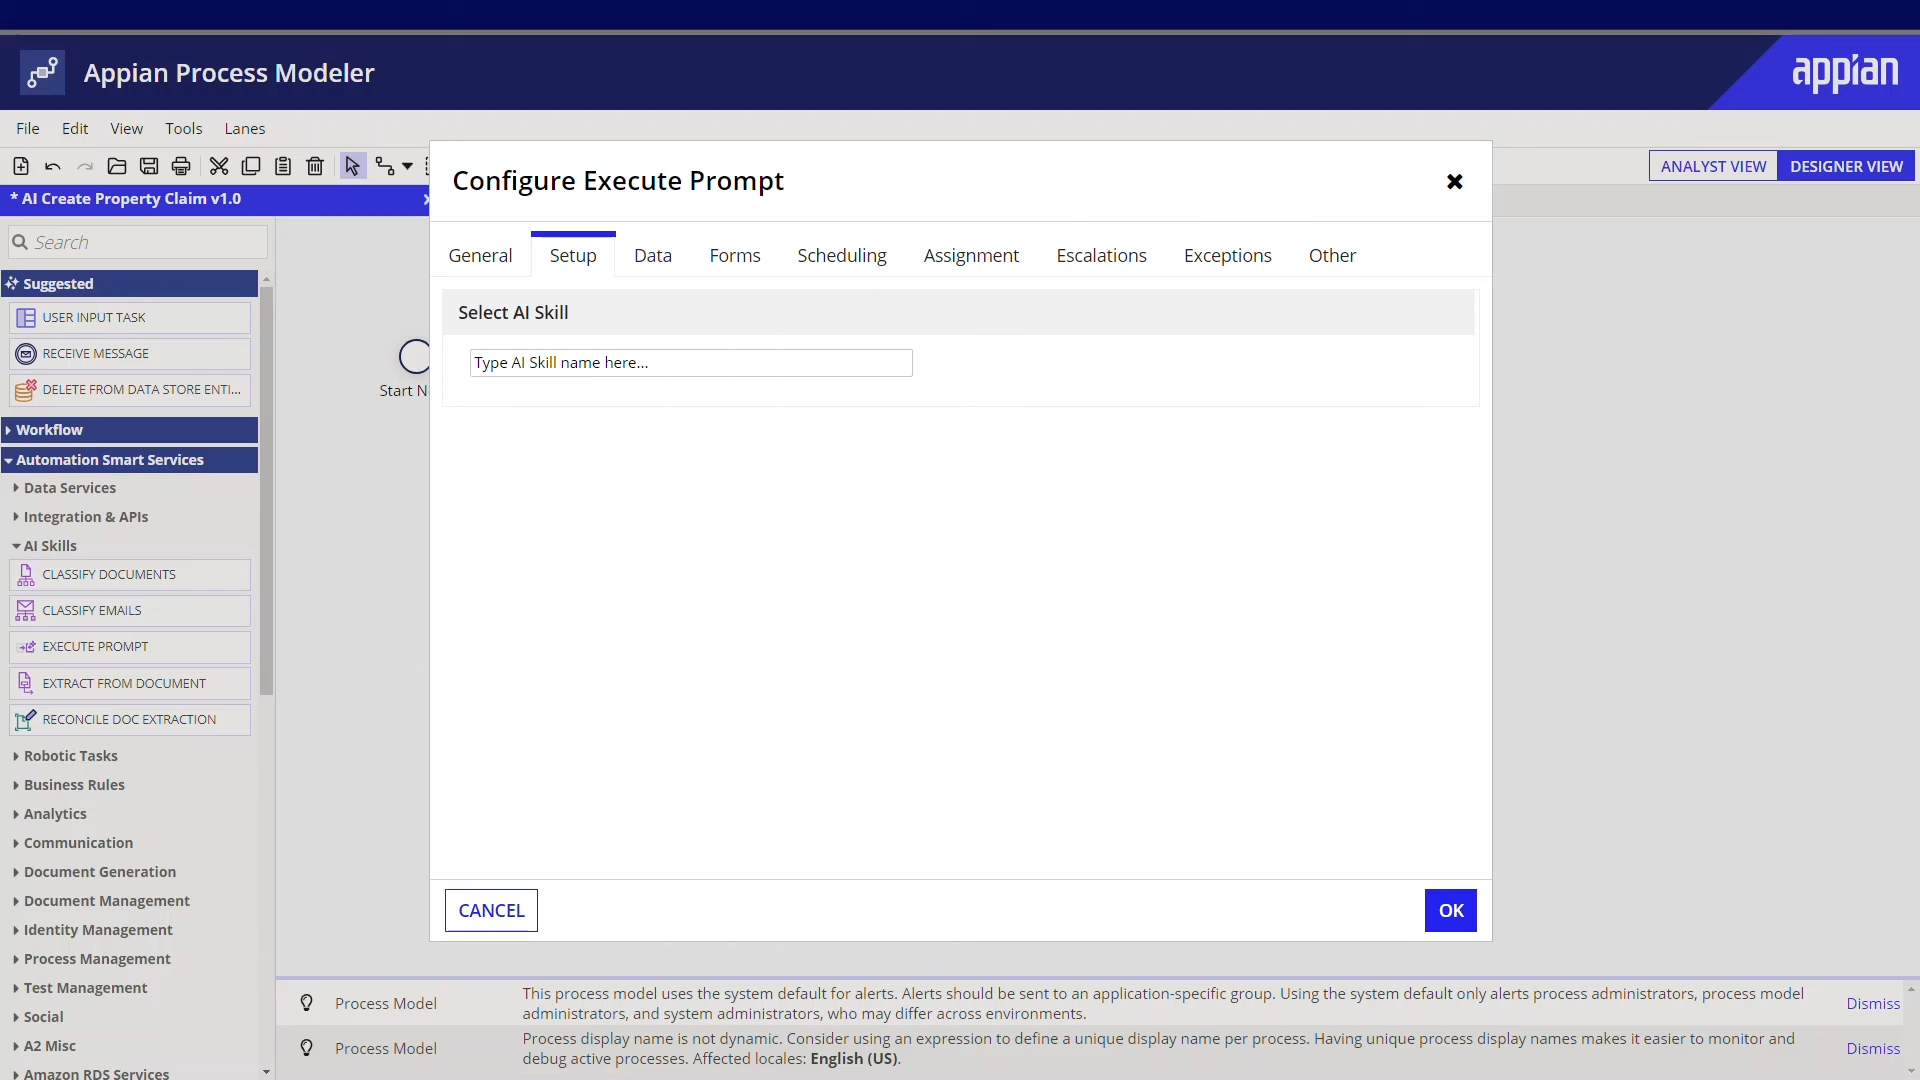 Appian Process Modeler
appian
File Edit View Tools Lanes
ANALYST VIEW DESIGNER VIEW
* AI Create Property Claim v1.0
Search
Suggested
USER INPUT TASK
RECEIVE MESSAGE
DELETE FROM DATA STORE ENTI...
Workflow
Automation Smart Services
Data Services
Integration & APIs
AI Skills
CLASSIFY DOCUMENTS
CLASSIFY EMAILS
EXECUTE PROMPT
EXTRACT FROM DOCUMENT
RECONCILE DOC EXTRACTION
Robotic Tasks
Business Rules
Analytics
Communication
Document Generation
Document Management
Identity Management
Process Management
Test Management
Social
A2 Misc
Amazon RDS Services
Start N
Configure Execute Prompt
General Setup Data Forms Scheduling Assignment Escalations Exceptions Other
Select AI Skill
Type AI Skill name here...
CANCEL
OK
Process Model
This process model uses the system default for alerts. Alerts should be sent to an application-specific group. Using the system default only alerts process administrators, process model
administrators, and system administrators, who may differ across environments.
Dismiss
Process Model
Process display name is not dynamic. Consider using an expression to define a unique display name per process. Having unique process display names makes it easier to monitor and
debug active processes. Affected locales: English (US).
Dismiss